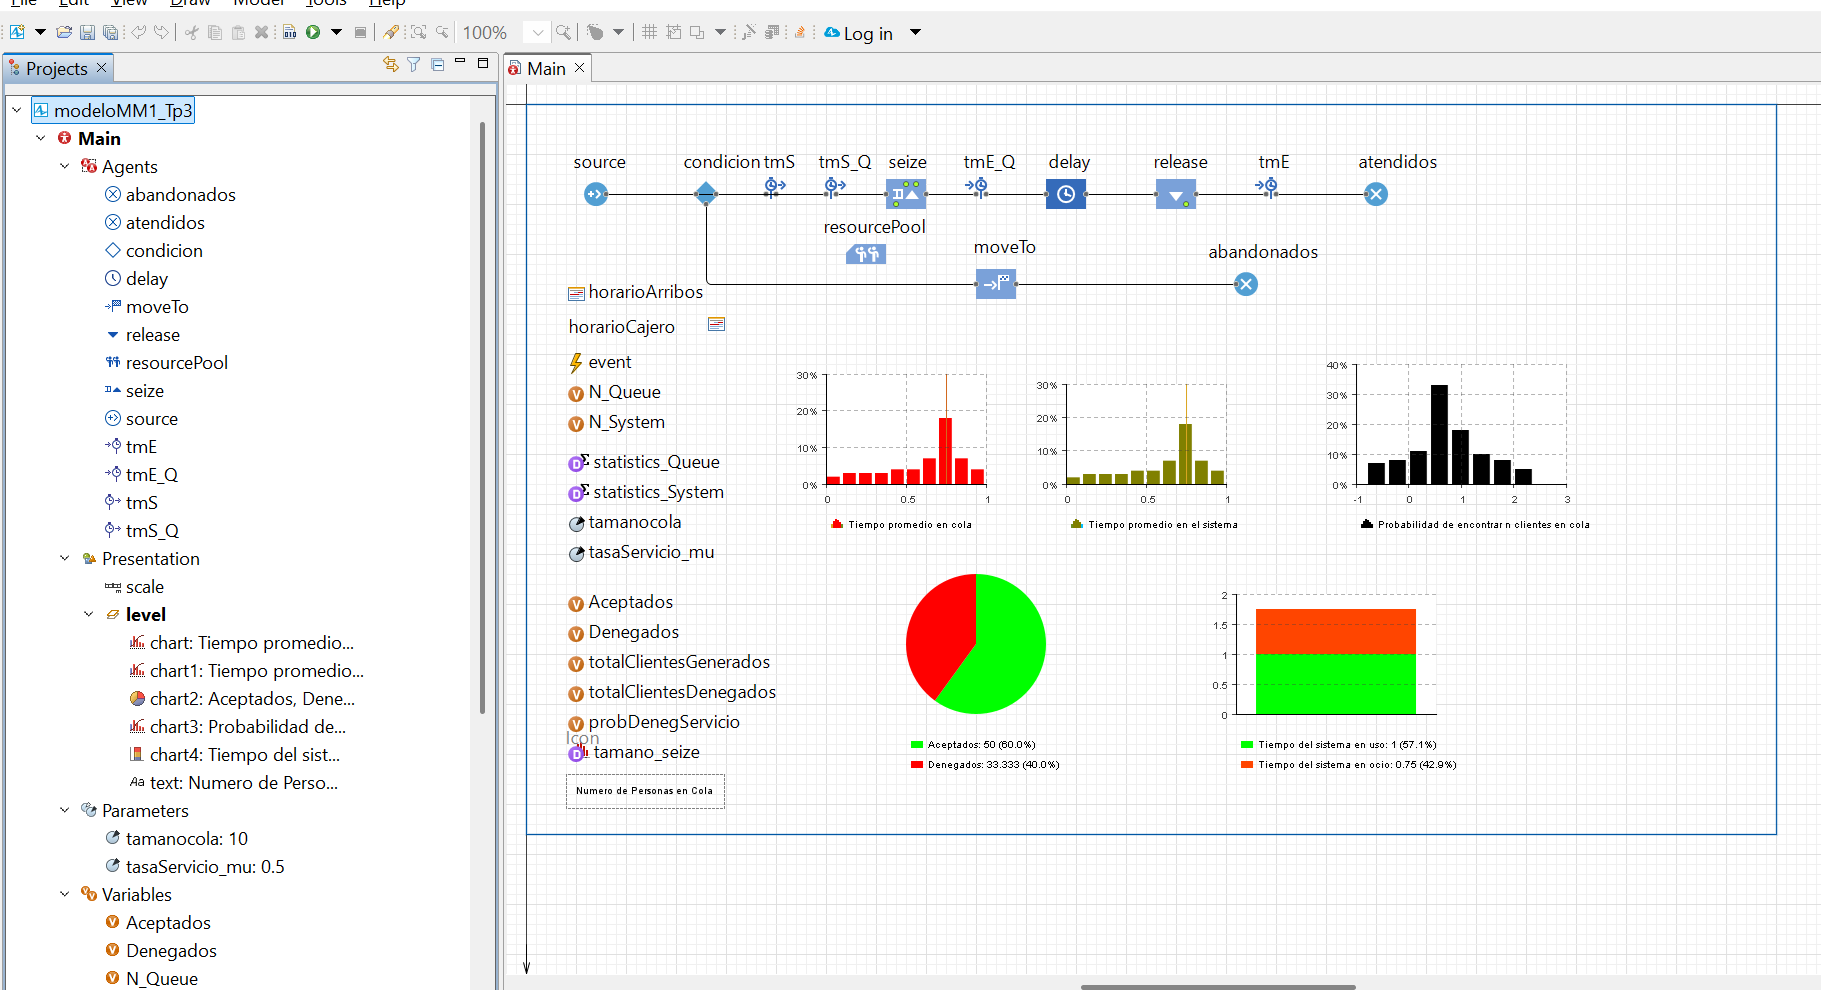 File Edit View Draw Model Tools Help
100%
Log in
Projects
Main
modeloMM1_Tp3
Main
Agents
abandonados
atendidos
condicion
delay
moveTo
release
resourcePool
seize
source
tmE
tmE_Q
tmS
tmS_Q
Presentation
scale
level
chart: Tiempo promedio...
chart1: Tiempo promedio...
chart2: Aceptados, Dene...
chart3: Probabilidad de...
chart4: Tiempo del sist...
Aa text: Numero de Perso...
Parameters
tamanocola: 10
tasaServicio_mu: 0.5
Variables
Aceptados
Denegados
N_Queue
source condicion tmS tmS_Q seize tmE_Q delay release tmE atendidos
resourcePool
moveTo
abandonados
horarioArribos
horarioCajero
event
N_Queue
N_System
statistics_Queue
statistics_System
tamanocola
tasaServicio_mu
Aceptados
Denegados
totalClientesGenerados
totalClientesDenegados
probDenegServicio
Icon
tamano_seize
Numero de Personas en Cola
30%
20%
10%
0%
0 0.5 1
Tiempo promedio en cola
30%
20%
10%
0%
0 0.5 1
Tiempo promedio en el sistema
40%
30%
20%
10%
0%
-1 0 1 2 3
Probabilidad de encontrar n clientes en cola
Aceptados: 50 (60.0%)
Denegados: 33.333 (40.0%)
2
1.5
1
0.5
0
Tiempo del sistema en uso: 1 (57.1%)
Tiempo del sistema en ocio: 0.75 (42.9%)